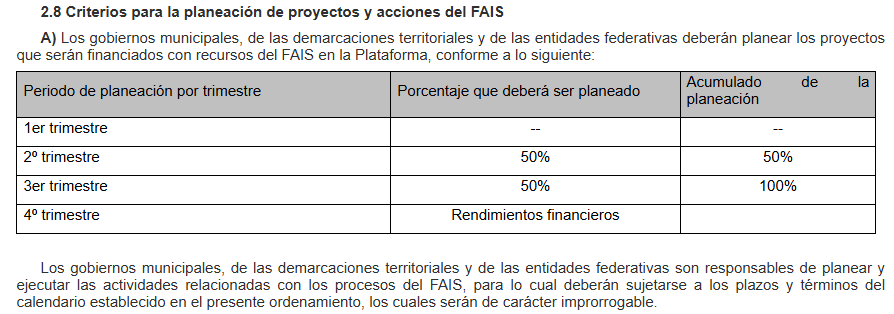 2.8 Criterios para la planeación de proyectos y acciones del FAIS
A) Los gobiernos municipales, de las demarcaciones territoriales y de las entidades federativas deberán planear los proyectos
que serán financiados con recursos del FAIS en la Plataforma, conforme a lo siguiente:
Periodo de planeación por trimestre Porcentaje que deberá ser planeado Acumulado de la
planeación
1er trimestre -- --
2º trimestre 50% 50%
3er trimestre 50% 100%
4º trimestre Rendimientos financieros
Los gobiernos municipales, de las demarcaciones territoriales y de las entidades federativas son responsables de planear y
ejecutar las actividades relacionadas con los procesos del FAIS, para lo cual deberán sujetarse a los plazos y términos del
calendario establecido en el presente ordenamiento, los cuales serán de carácter improrrogable.